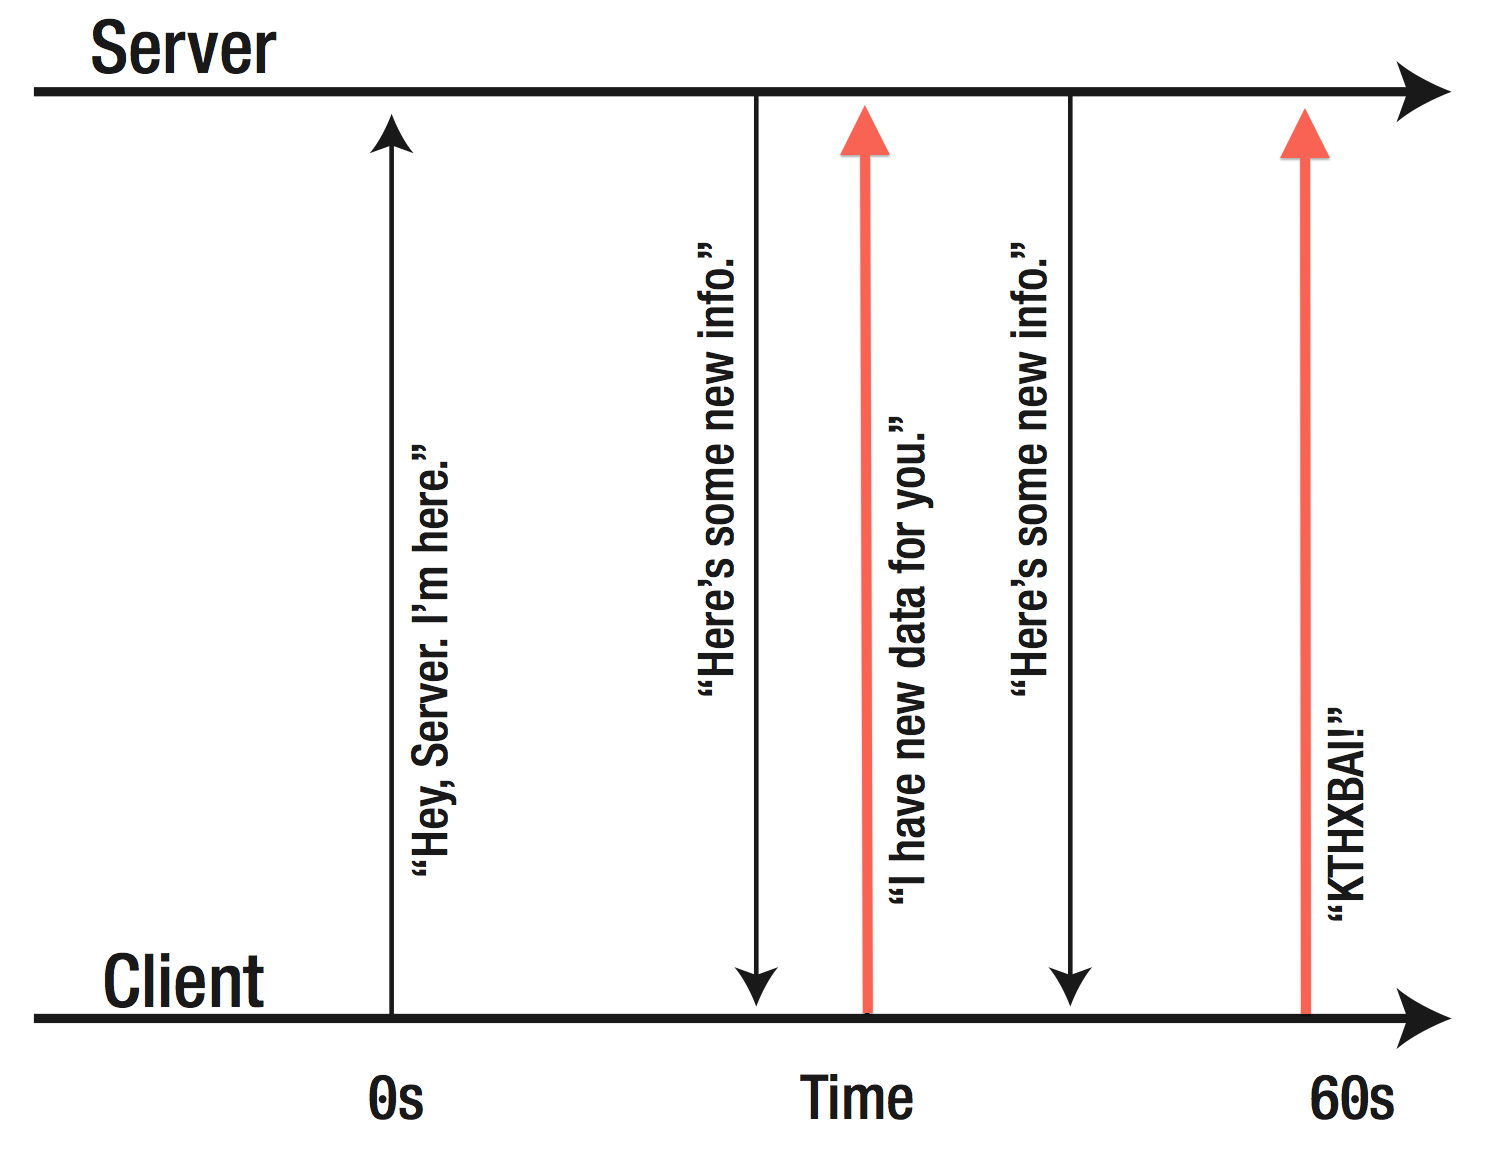 Server
“Hey, Server. I’m here.”
“Here’s some new info.”
“I have new data for you.”
“Here’s some new info.”
“KTHXBAI!”
Client
0s
Time
60s